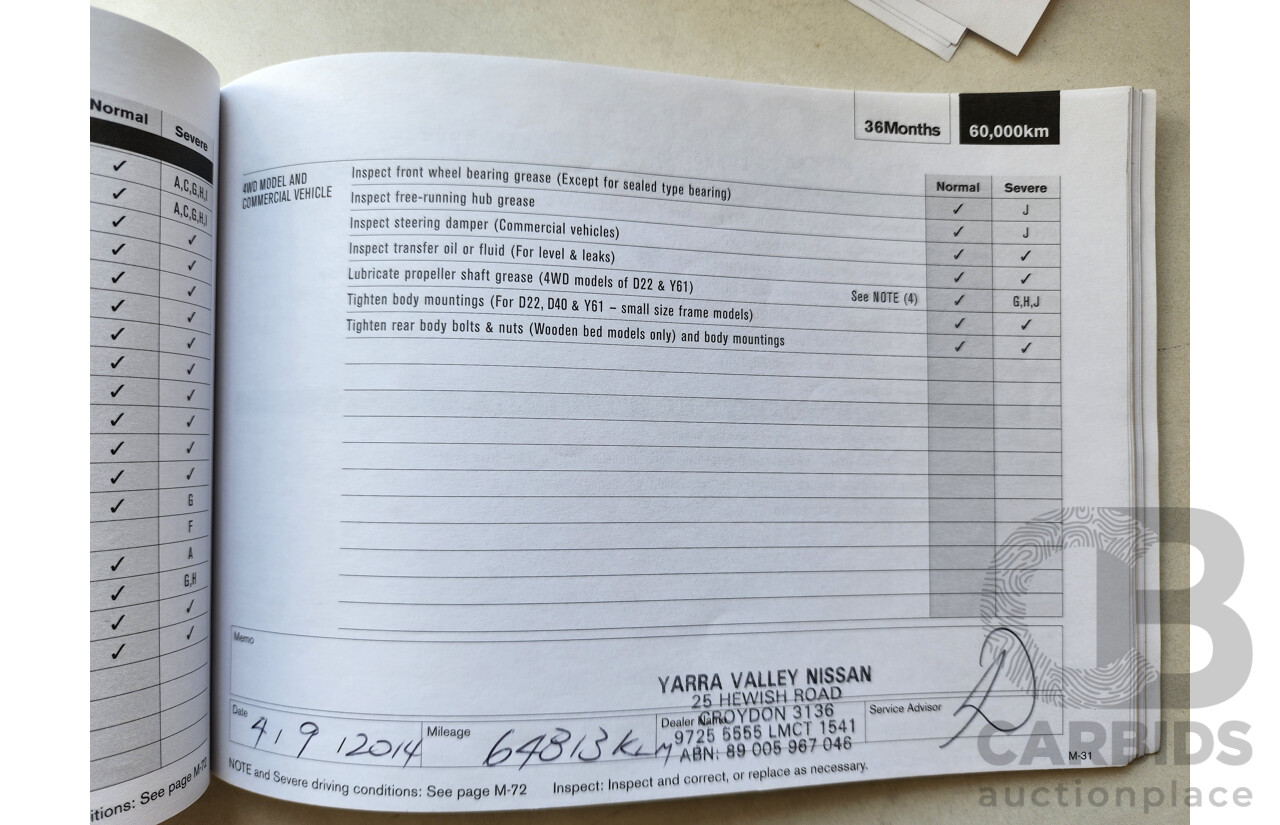 Normal Severe
✓ A,C,G,H,I
✓ A,C,G,H,I
✓ ✓
✓ ✓
✓ ✓
✓ ✓
✓ ✓
✓ ✓
✓ ✓
✓ ✓
✓ ✓
✓ ✓
✓ G
F
✓ A
✓ G,H
✓ ✓
✓ ✓
itions: See page M-72
36Months 60,000km
Normal Severe
4WD MODEL AND
COMMERCIAL VEHICLE
Inspect front wheel bearing grease (Except for sealed type bearing) ✓ J
Inspect free-running hub grease ✓ J
Inspect steering damper (Commercial vehicles) ✓ ✓
Inspect transfer oil or fluid (For level & leaks) ✓ ✓
Lubricate propeller shaft grease (4WD models of D22 & Y61) See NOTE (4) ✓ G,H,J
Tighten body mountings (For D22, D40 & Y61 – small size frame models) ✓ ✓
Tighten rear body bolts & nuts (Wooden bed models only) and body mountings ✓ ✓
Memo
YARRA VALLEY NISSAN
25 HEWISH ROAD
CROYDON 3136
9725 5555 LMCT 1541
ABN: 89 005 967 046
Date 4 / 9 / 2014
Mileage 64813 KLM
Dealer Name
Service Advisor
NOTE and Severe driving conditions: See page M-72 Inspect: Inspect and correct, or replace as necessary.
M-31
CB
CARBIDS
auctionplace